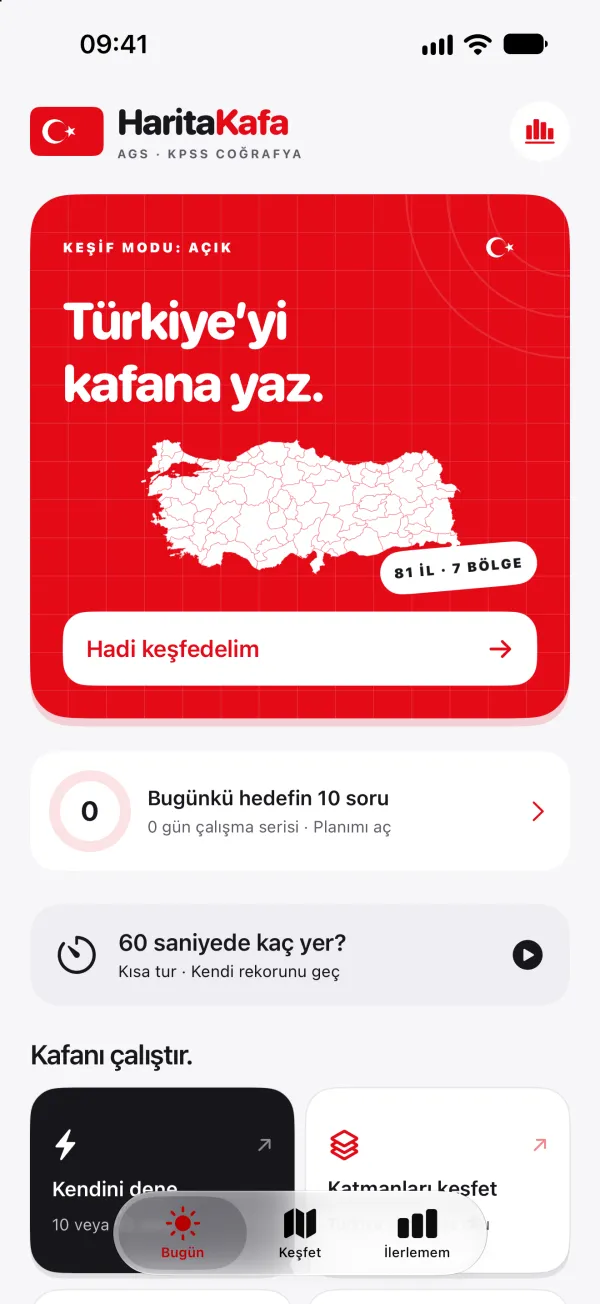 09:41
HaritaKafa
AGS · KPSS COĞRAFYA
KEŞİF MODU: AÇIK
Türkiye'yi
kafana yaz.
81 İL · 7 BÖLGE
Hadi keşfedelim
0
Bugünkü hedefin 10 soru
0 gün çalışma serisi · Planımı aç
60 saniyede kaç yer?
Kısa tur · Kendi rekorunu geç
Kafanı çalıştır.
Kendini dene
Katmanları keşfet
10 veya
Bugün
Keşfet
İlerlemem